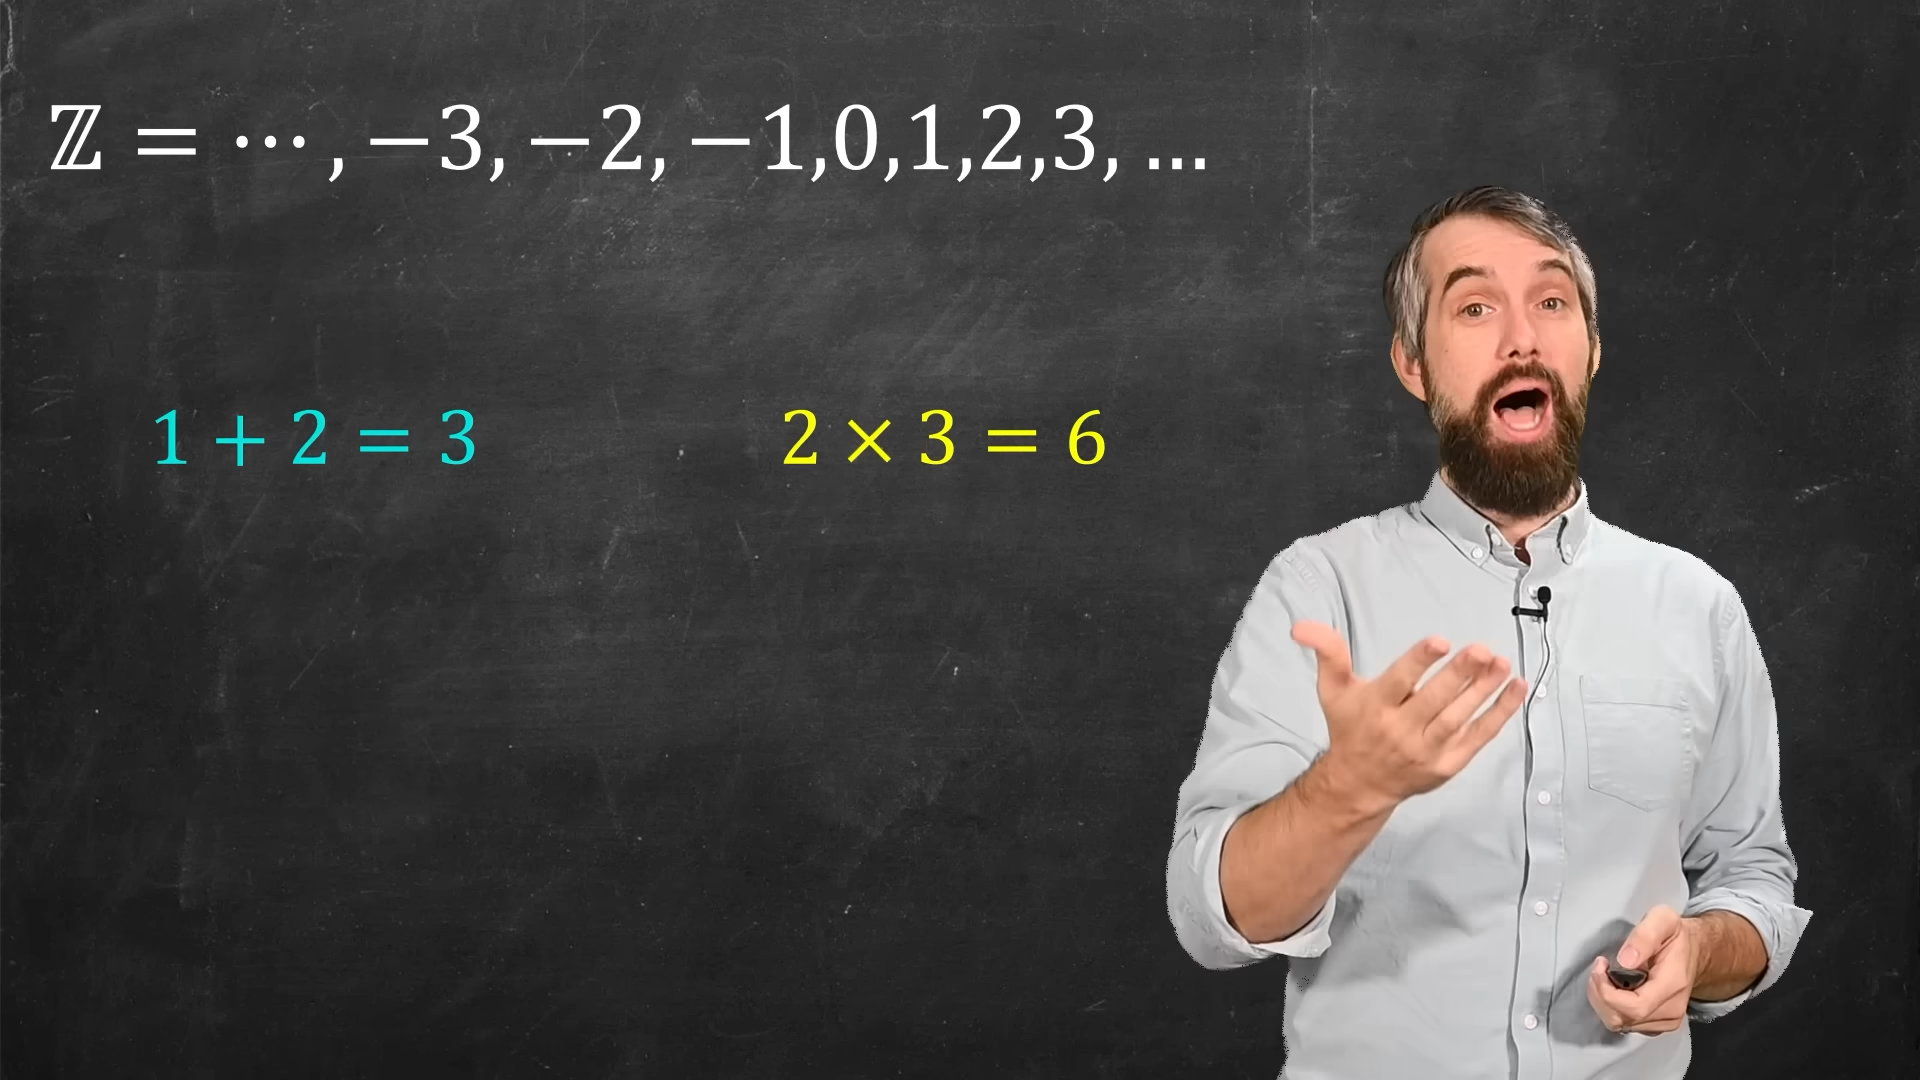 ℤ = ⋯ , −3, −2, −1,0,1,2,3, …
1 + 2 = 3
2 × 3 = 6